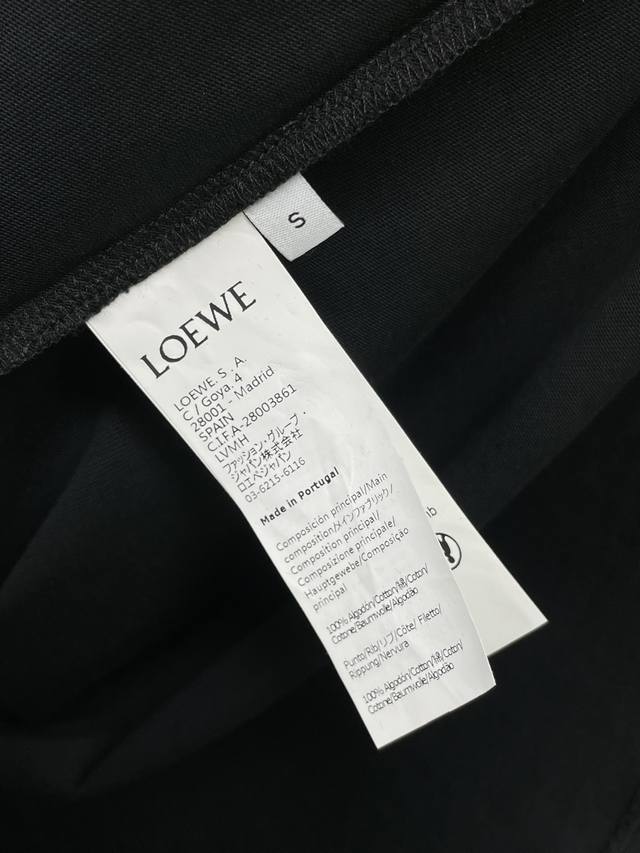 S
LOEWE
LOEWE. S. A.
C / Goya. 4
28001 - Madrid
SPAIN
C.I.F A-28003861
LVMH
ファッション・グループ・
ジャパン株式会社
ロエベジャパン
03-6215-6116
Made in Portugal
Composición principal/Main
composition/メインファブリック/
Composition principal/
Composizione principale/
Hauptgewebe/Composição
principal
100% Algodón/Cotton/綿/Coton/
Cotone/Baumwolle/Algodão
Punto/Rib/リブ/Côte/ Filetto/
Rippung/Nervura
100% Algodón/Cotton/綿/Coton/
Cotone/Baumwolle/Algodão